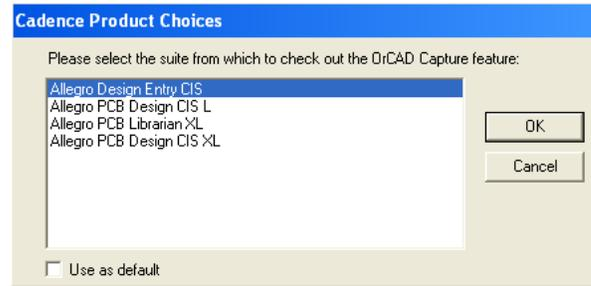 Cadence Product Choices
Please select the suite from which to check out the OrCAD Capture feature:
Allegro Design Entry CIS
Allegro PCB Design CIS L
Allegro PCB Librarian XL
Allegro PCB Design CIS XL
OK
Cancel
Use as default